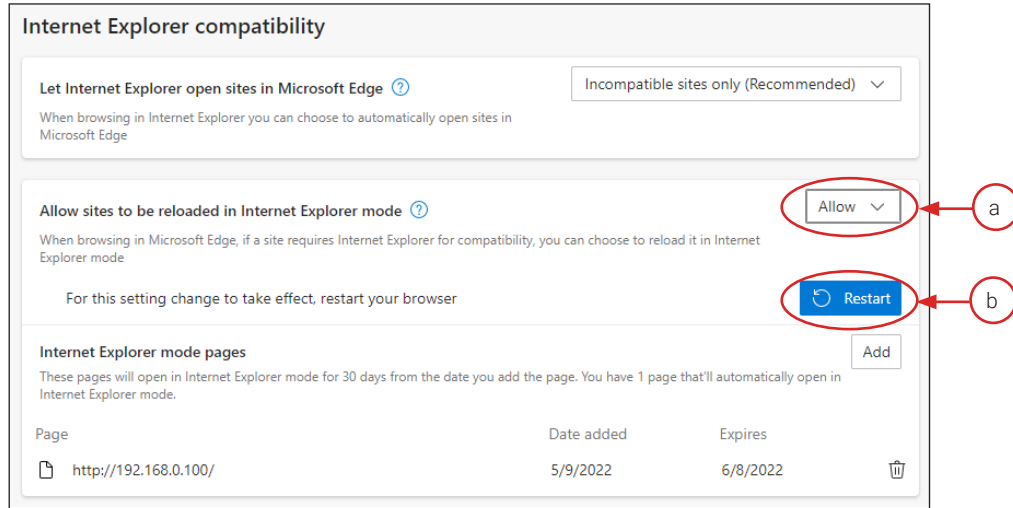 Internet Explorer compatibility
Let Internet Explorer open sites in Microsoft Edge ?
Incompatible sites only (Recommended)
When browsing in Internet Explorer you can choose to automatically open sites in
Microsoft Edge
Allow sites to be reloaded in Internet Explorer mode ?
Allow
a
When browsing in Microsoft Edge, if a site requires Internet Explorer for compatibility, you can choose to reload it in Internet
Explorer mode
For this setting change to take effect, restart your browser
Restart
b
Internet Explorer mode pages
Add
These pages will open in Internet Explorer mode for 30 days from the date you add the page. You have 1 page that'll automatically open in
Internet Explorer mode.
Page Date added Expires
http://192.168.0.100/ 5/9/2022 6/8/2022